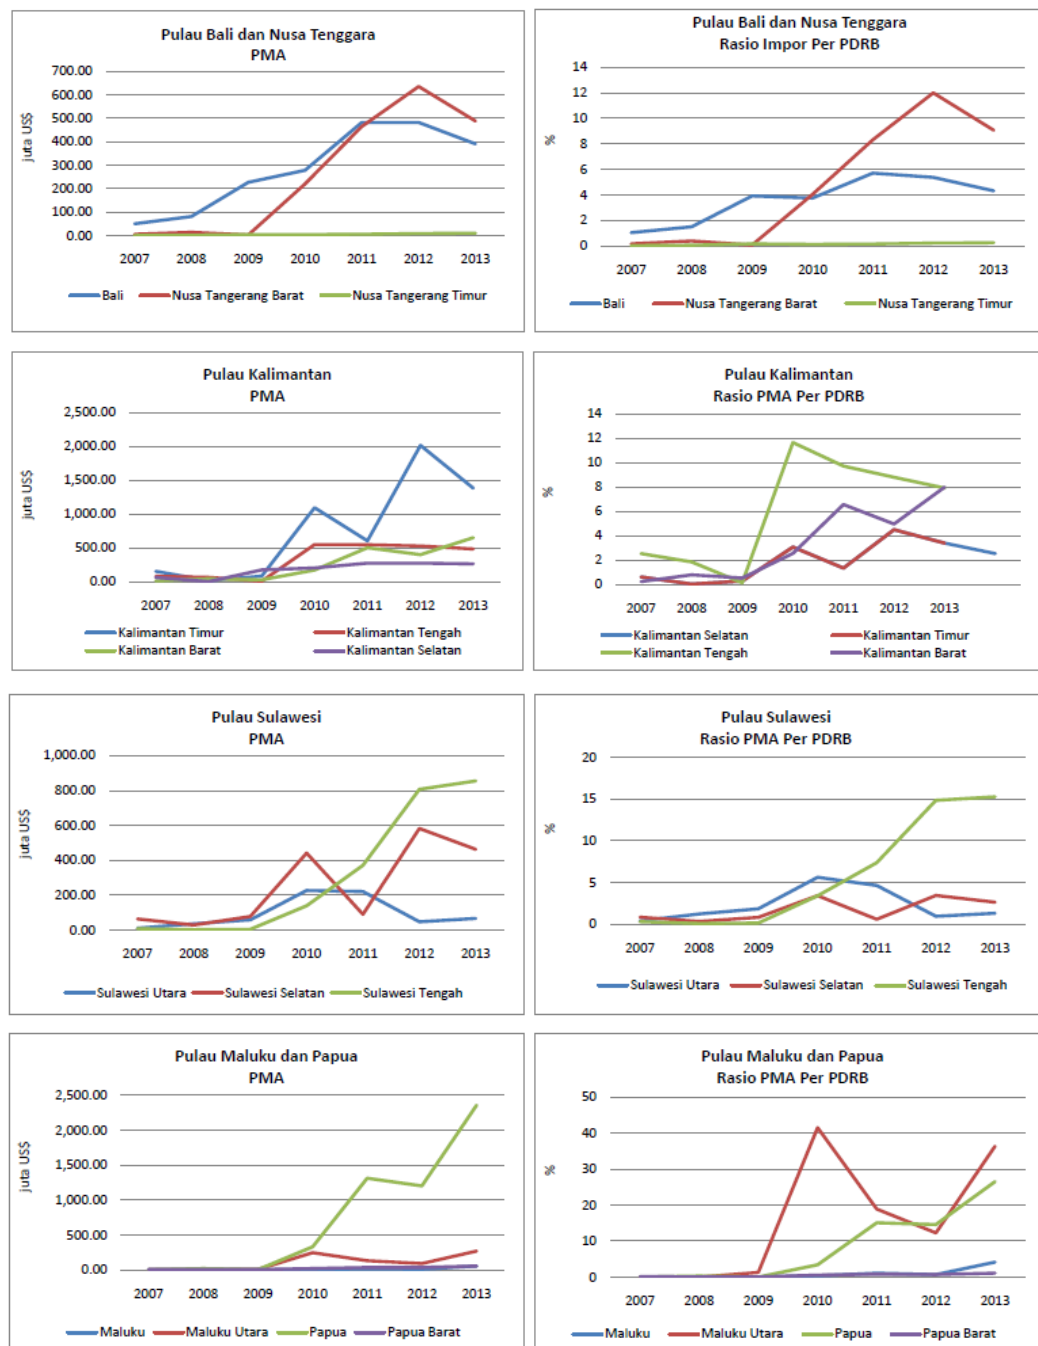 Pulau Bali dan Nusa Tenggara
PMA
juta US$
700.00
600.00
500.00
400.00
300.00
200.00
100.00
0.00
2007 2008 2009 2010 2011 2012 2013
Bali Nusa Tangerang Barat Nusa Tangerang Timur
Pulau Bali dan Nusa Tenggara
Rasio Impor Per PDRB
%
14
12
10
8
6
4
2
0
2007 2008 2009 2010 2011 2012 2013
Bali Nusa Tangerang Barat Nusa Tangerang Timur
Pulau Kalimantan
PMA
juta US$
2,500.00
2,000.00
1,500.00
1,000.00
500.00
0.00
2007 2008 2009 2010 2011 2012 2013
Kalimantan Timur Kalimantan Tengah
Kalimantan Barat Kalimantan Selatan
Pulau Kalimantan
Rasio PMA Per PDRB
%
14
12
10
8
6
4
2
0
2007 2008 2009 2010 2011 2012 2013
Kalimantan Selatan Kalimantan Timur
Kalimantan Tengah Kalimantan Barat
Pulau Sulawesi
PMA
juta US$
1,000.00
800.00
600.00
400.00
200.00
0.00
2007 2008 2009 2010 2011 2012 2013
Sulawesi Utara Sulawesi Selatan Sulawesi Tengah
Pulau Sulawesi
Rasio PMA Per PDRB
%
20
15
10
5
0
2007 2008 2009 2010 2011 2012 2013
Sulawesi Utara Sulawesi Selatan Sulawesi Tengah
Pulau Maluku dan Papua
PMA
juta US$
2,500.00
2,000.00
1,500.00
1,000.00
500.00
0.00
2007 2008 2009 2010 2011 2012 2013
Maluku Maluku Utara Papua Papua Barat
Pulau Maluku dan Papua
Rasio PMA Per PDRB
%
50
40
30
20
10
0
2007 2008 2009 2010 2011 2012 2013
Maluku Maluku Utara Papua Papua Barat